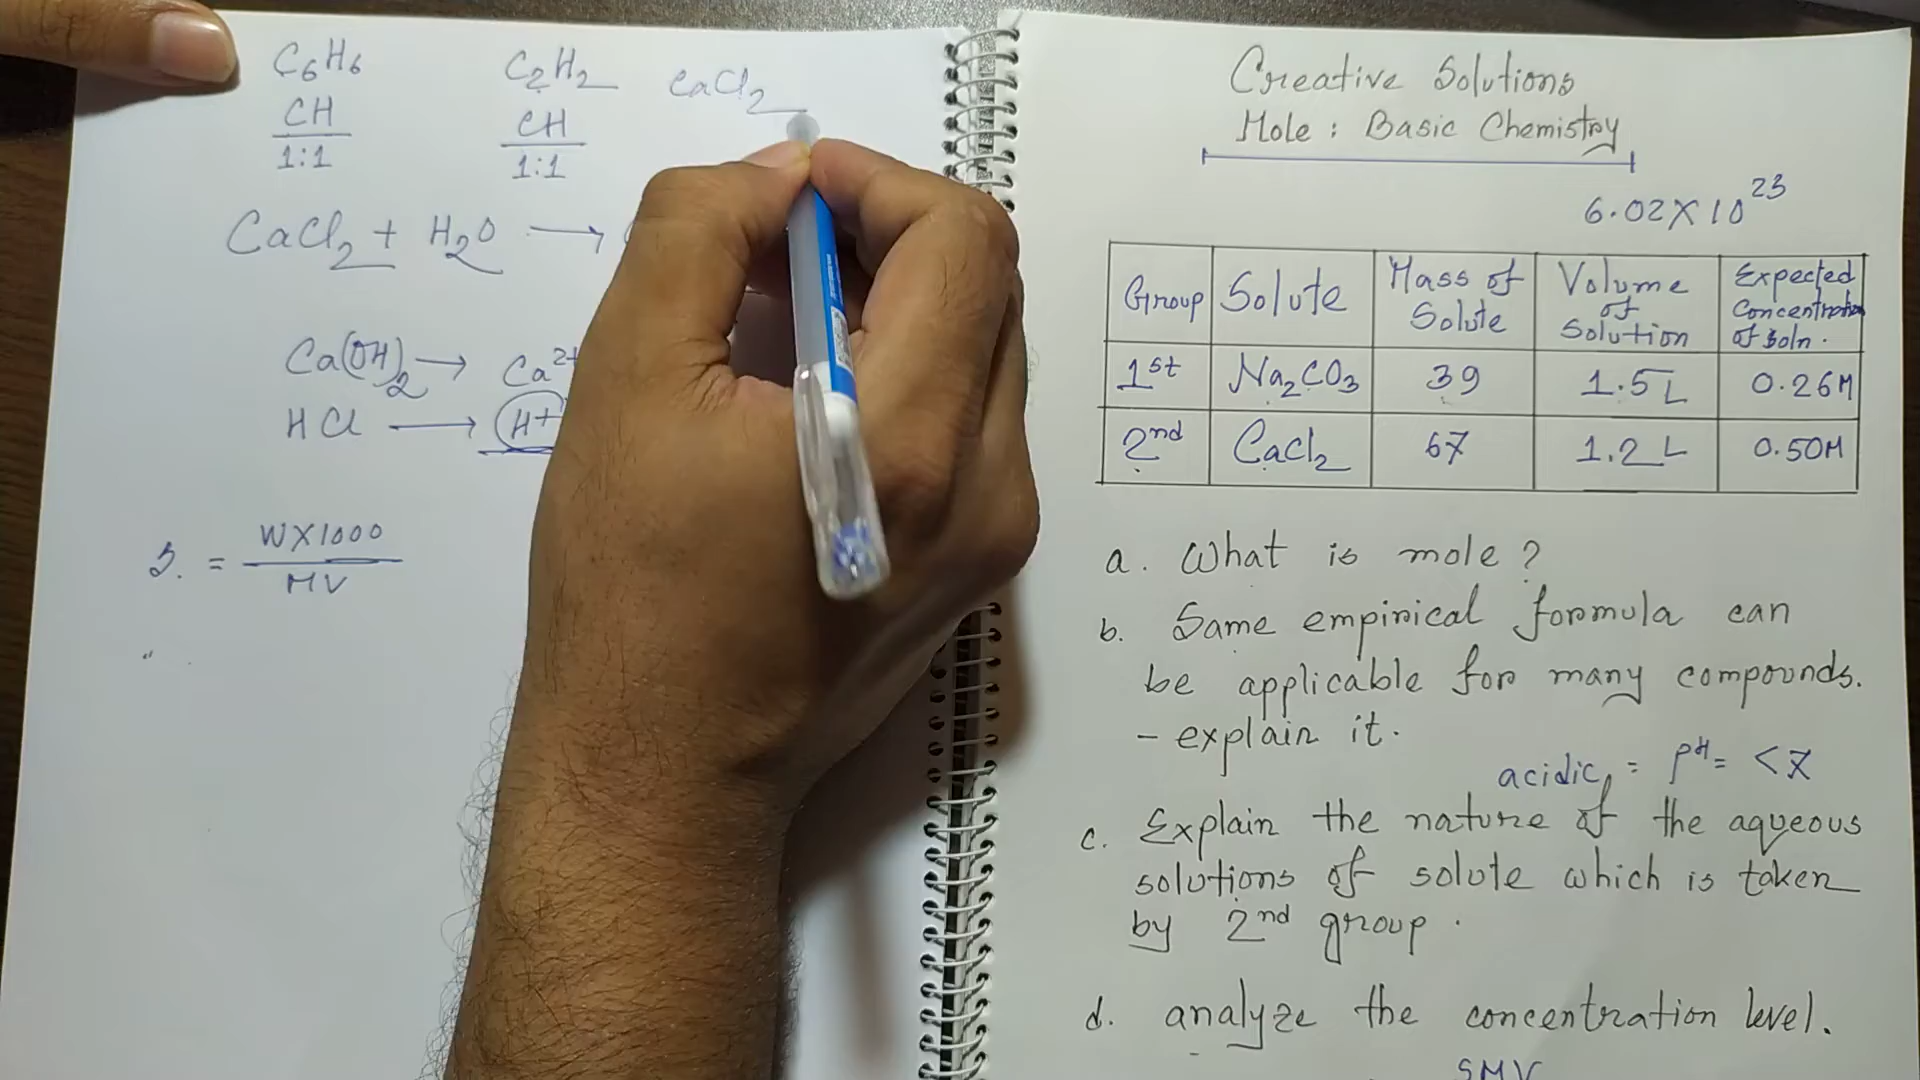 C₆H₆ C₂H₂ CaCl₂
CH CH
1:1 1:1
CaCl₂ + H₂O ⟶
Ca(OH)₂ ⟶ Ca²⁺
HCl ⟶ H+
S. = WX1000
MV
Creative Solutions
Mole : Basic Chemistry
6.02X10²³
Group Solute Mass of Solute Volume of Solution Expected Concentration of Soln.
1st Na₂CO₃ 39 1.5 L 0.26M
2nd CaCl₂ 67 1.2 L 0.50M
a. What is mole?
b. Same empirical formula can
be applicable for many compounds.
- explain it.
acidic, = pH = <7
c. Explain the nature of the aqueous
solutions of solute which is taken
by 2nd group.
d. analyze the concentration level.
SMV